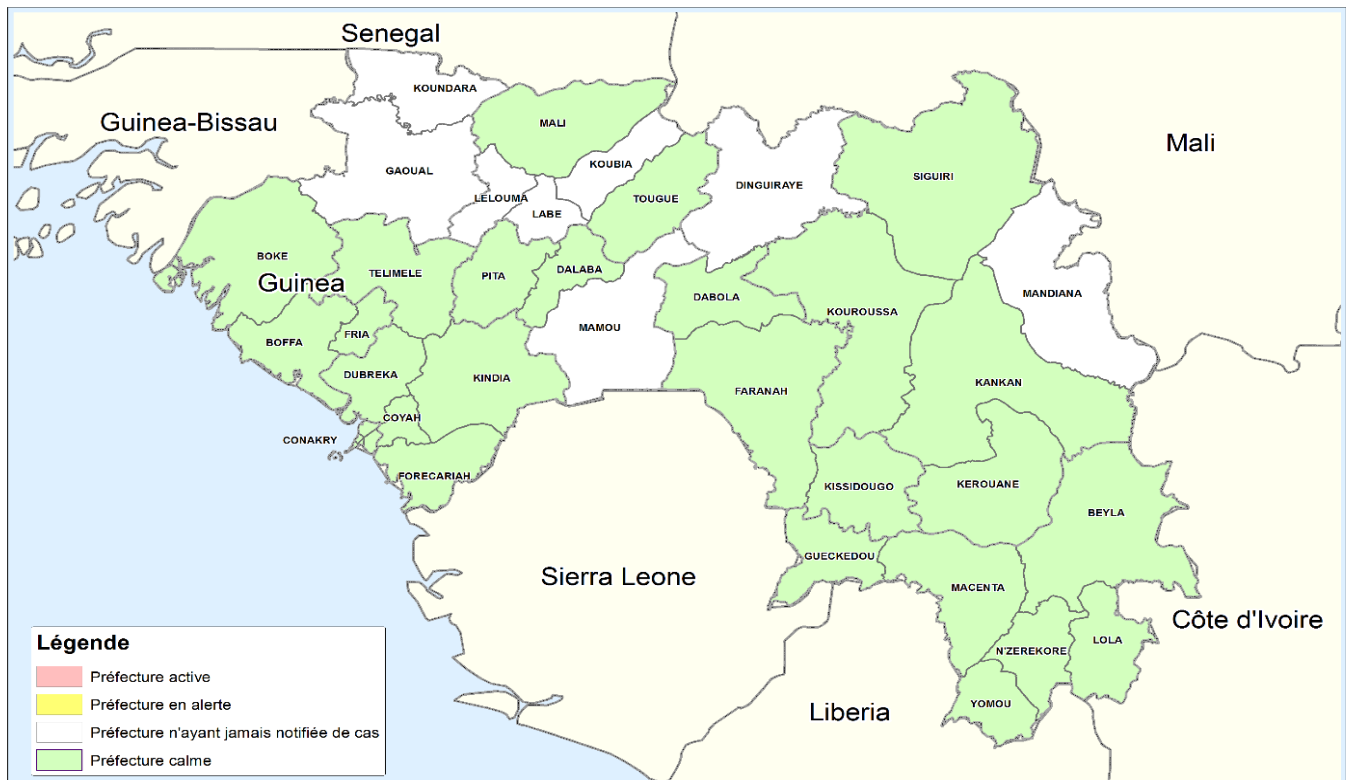 Senegal
KOUNDARA
Guinea-Bissau
MALI
Mali
KOUBIA
GAOUAL
SIGUIRI
DINGUIRAYE
LELOUMA
TOUGUE
LABE
BOKE
DALABA
TELIMELE
PITA
Guinea
MANDIANA
DABOLA
KOUROUSSA
MAMOU
FRIA
BOFFA
DUBREKA
KINDIA
KANKAN
FARANAH
COYAH
CONAKRY
FORECARIAH
KEROUANE
KISSIDOUGO
BEYLA
GUECKEDOU
Sierra Leone
MACENTA
Côte d'Ivoire
LOLA
N'ZEREKORE
YOMOU
Liberia
Légende
Préfecture active
Préfecture en alerte
Préfecture n'ayant jamais notifiée de cas
Préfecture calme